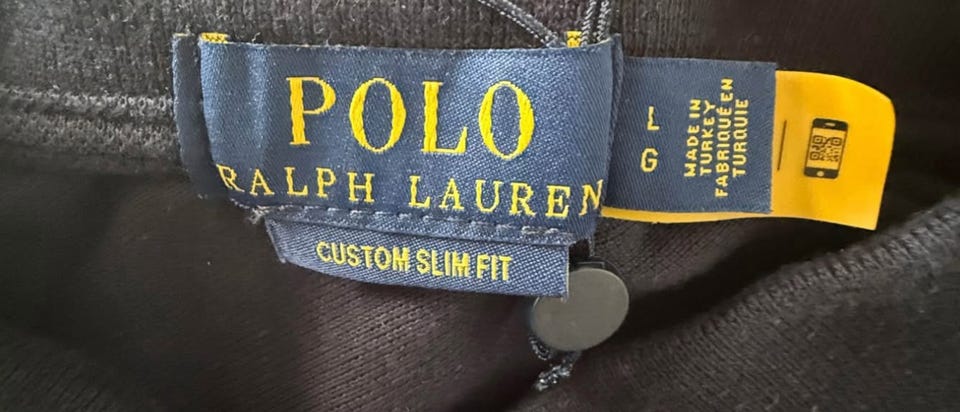 POLO
RALPH LAUREN
CUSTOM SLIM FIT
L
G
MADE IN
TURKEY
FABRIQUÉ EN
TURQUIE